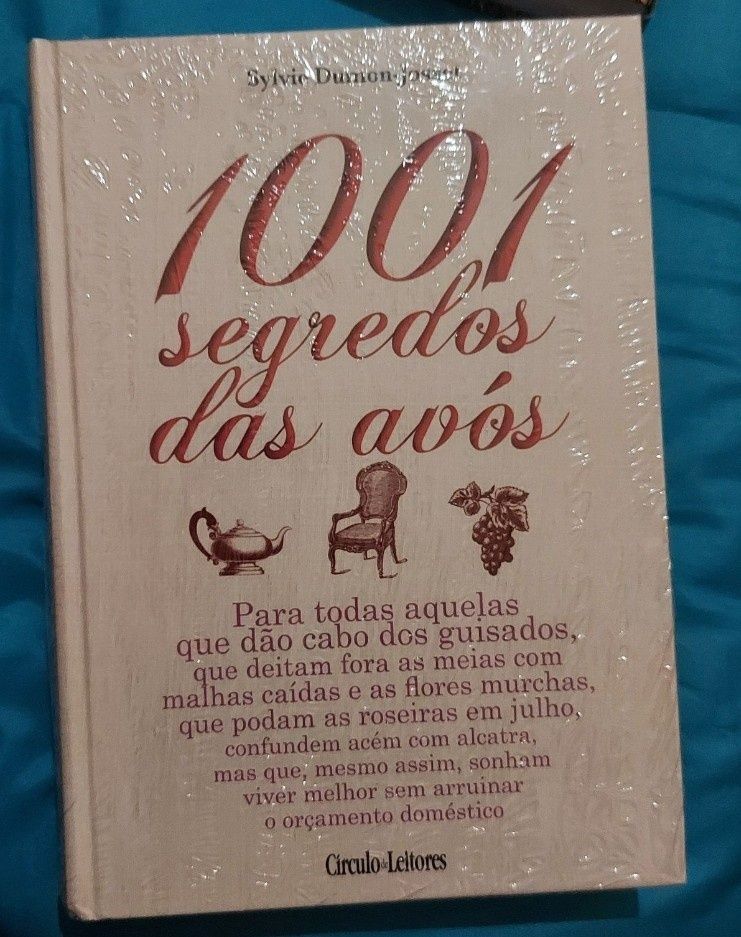 Sylvie Dumon-Josset
1001
segredos
das avós
Para todas aquelas
que dão cabo dos guisados,
que deitam fora as meias com
malhas caídas e as flores murchas,
que podam as roseiras em julho,
confundem acém com alcatra,
mas que, mesmo assim, sonham
viver melhor sem arruinar
o orçamento doméstico
Círculo de Leitores